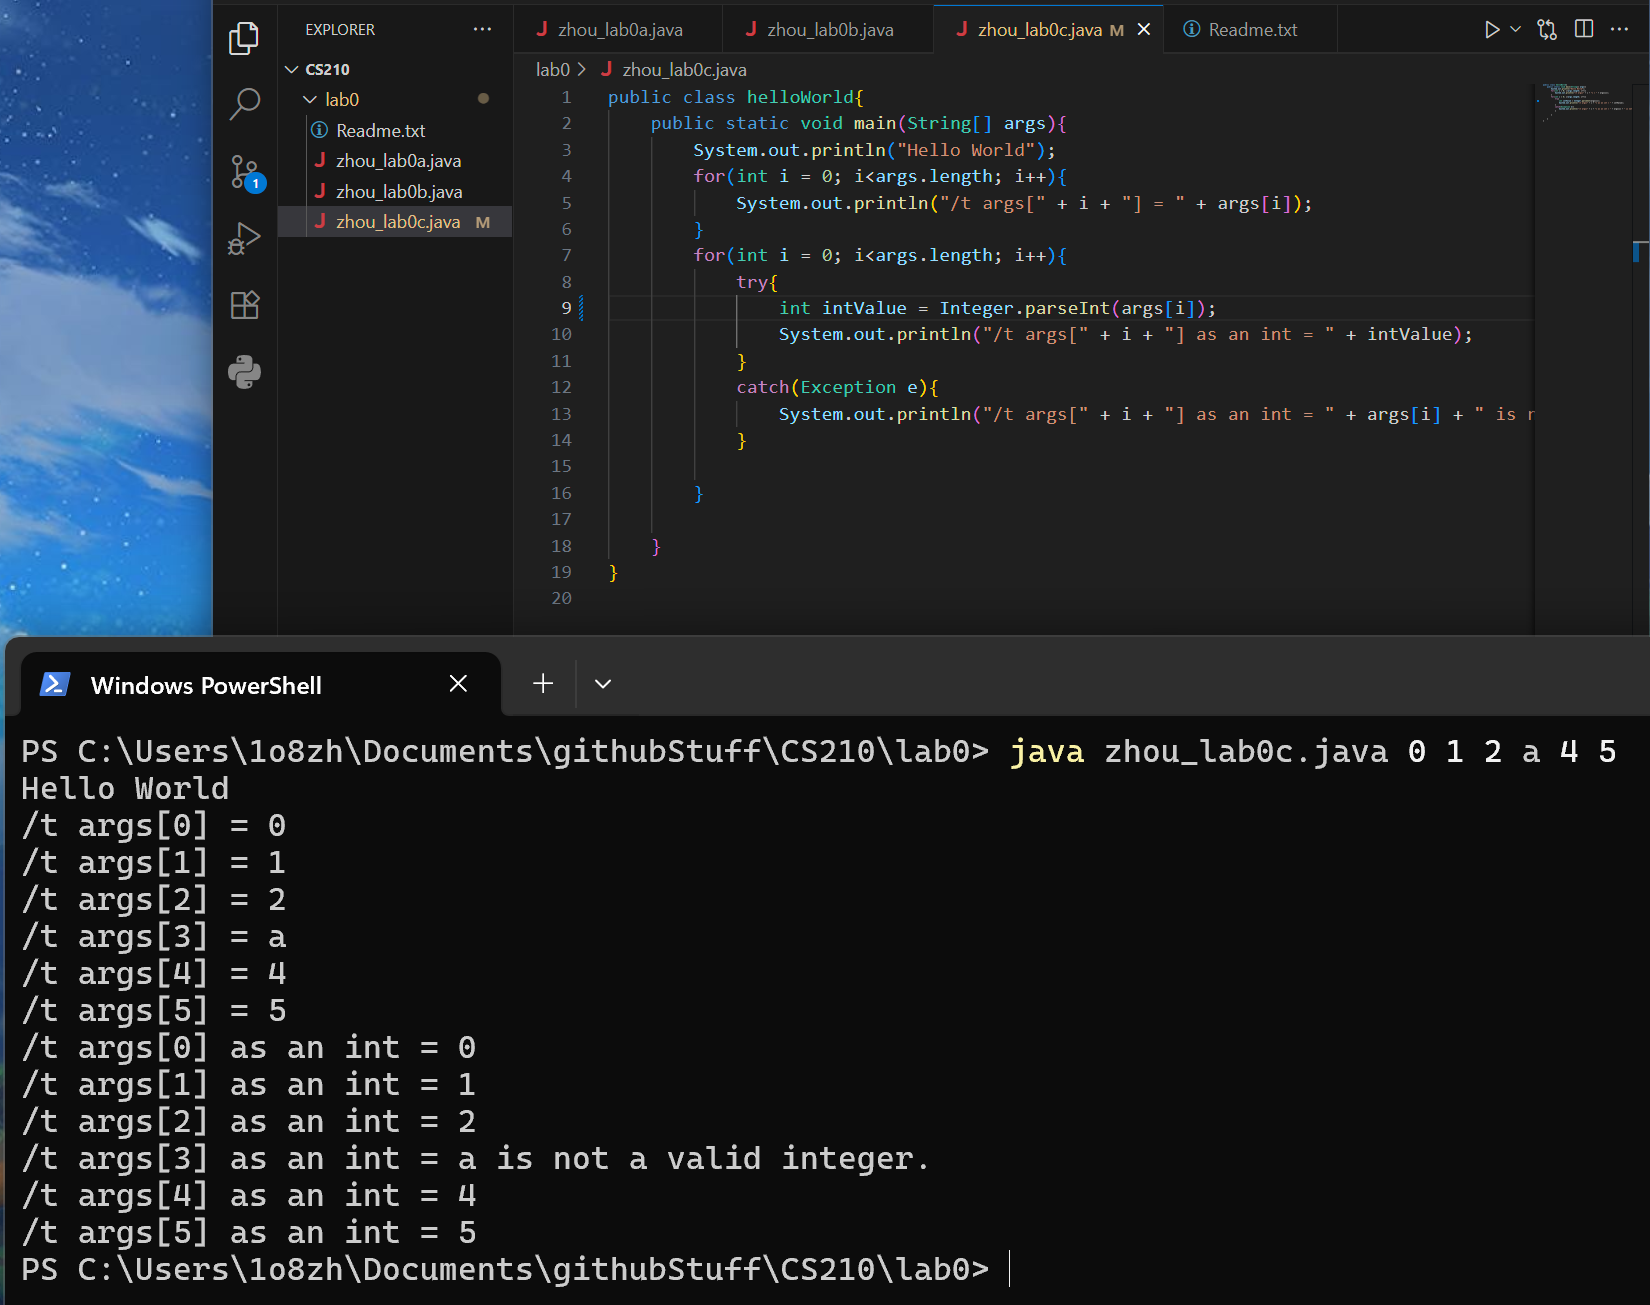 EXPLORER
CS210
lab0
Readme.txt
zhou_lab0a.java
zhou_lab0b.java
zhou_lab0c.java M
1
zhou_lab0a.java zhou_lab0b.java zhou_lab0c.java M Readme.txt
lab0 > zhou_lab0c.java
1 public class helloWorld{
2 public static void main(String[] args){
3 System.out.println("Hello World");
4 for(int i = 0; i<args.length; i++){
5 System.out.println("/t args[" + i + "] = " + args[i]);
6 }
7 for(int i = 0; i<args.length; i++){
8 try{
9 int intValue = Integer.parseInt(args[i]);
10 System.out.println("/t args[" + i + "] as an int = " + intValue);
11 }
12 catch(Exception e){
13 System.out.println("/t args[" + i + "] as an int = " + args[i] + " is
14 }
15
16 }
17
18 }
19 }
20
Windows PowerShell
PS C:\Users\1o8zh\Documents\githubStuff\CS210\lab0> java zhou_lab0c.java 0 1 2 a 4 5
Hello World
/t args[0] = 0
/t args[1] = 1
/t args[2] = 2
/t args[3] = a
/t args[4] = 4
/t args[5] = 5
/t args[0] as an int = 0
/t args[1] as an int = 1
/t args[2] as an int = 2
/t args[3] as an int = a is not a valid integer.
/t args[4] as an int = 4
/t args[5] as an int = 5
PS C:\Users\1o8zh\Documents\githubStuff\CS210\lab0>